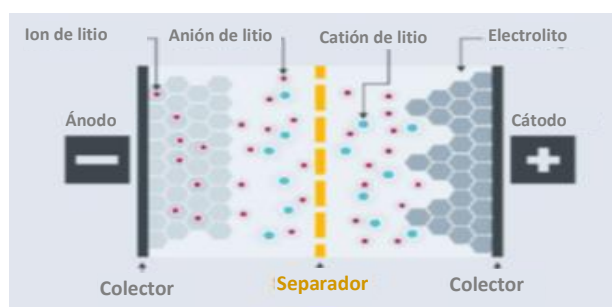 Ion de litio
Anión de litio
Catión de litio
Electrolito
Ánodo
Cátodo
Colector
Separador
Colector